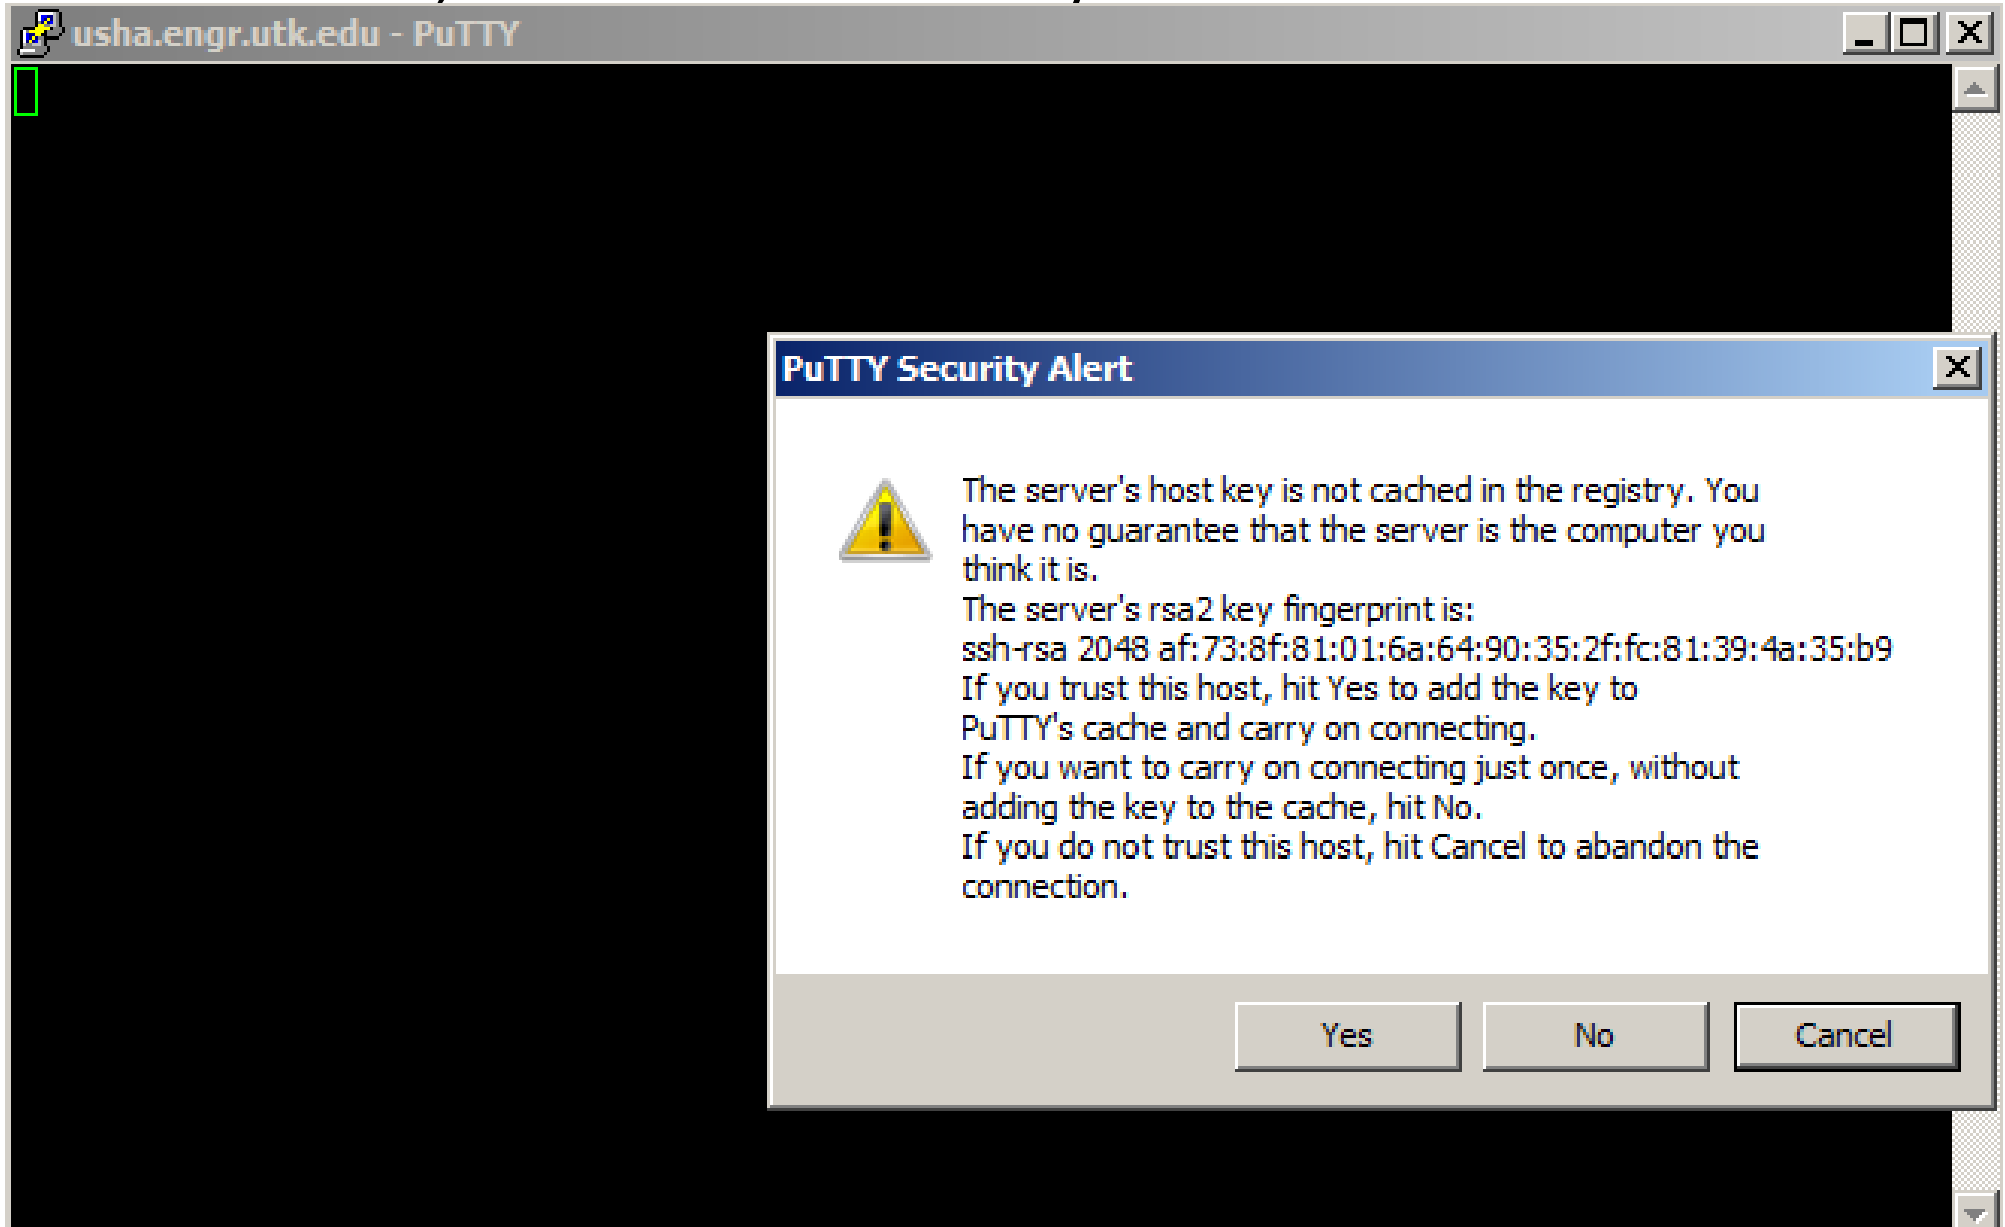 usha.engr.utk.edu - PuTTY
PuTTY Security Alert
The server's host key is not cached in the registry. You
have no guarantee that the server is the computer you
think it is.
The server's rsa2 key fingerprint is:
ssh-rsa 2048 af:73:8f:81:01:6a:64:90:35:2f:fc:81:39:4a:35:b9
If you trust this host, hit Yes to add the key to
PuTTY's cache and carry on connecting.
If you want to carry on connecting just once, without
adding the key to the cache, hit No.
If you do not trust this host, hit Cancel to abandon the
connection.
Yes No Cancel